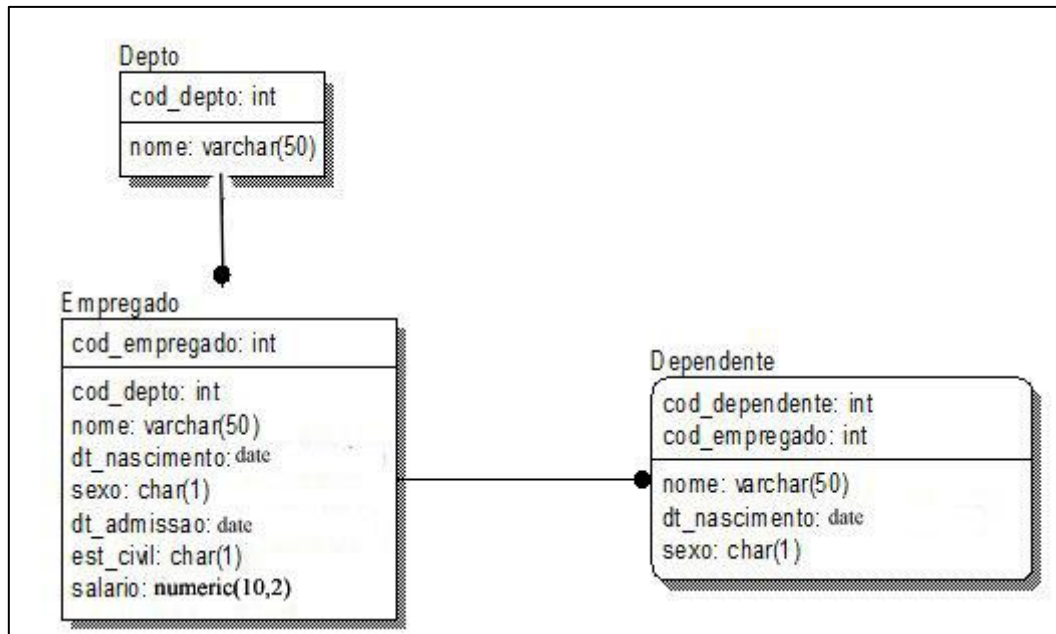 Depto
cod_depto: int
nome: varchar(50)
Empregado
cod_empregado: int
cod_depto: int
nome: varchar(50)
dt_nascimento: date
sexo: char(1)
dt_admissao: date
est_civil: char(1)
salario: numeric(10,2)
Dependente
cod_dependente: int
cod_empregado: int
nome: varchar(50)
dt_nascimento: date
sexo: char(1)